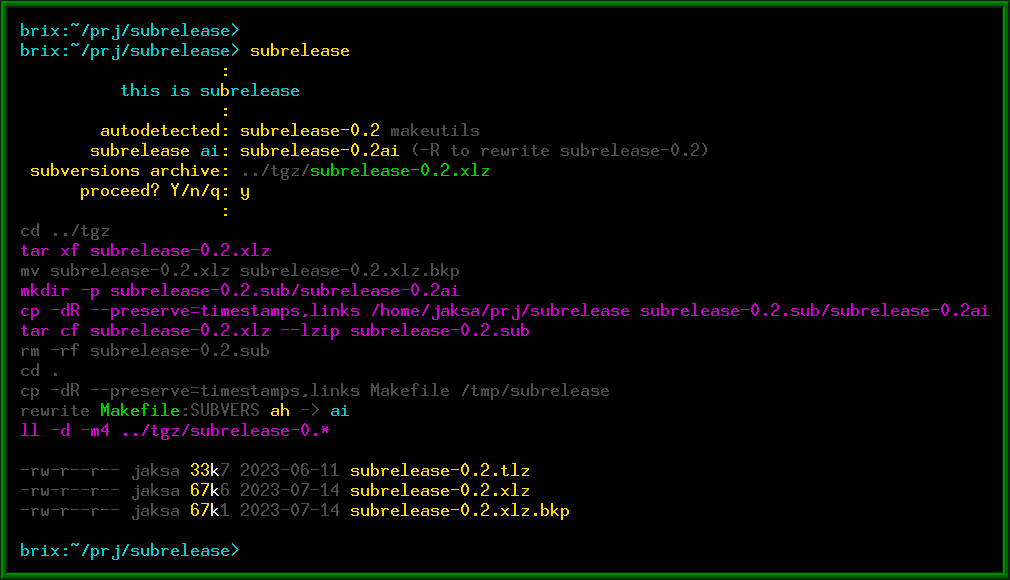 brix:~/prj/subrelease>
brix:~/prj/subrelease> subrelease
:
this is subrelease
:
autodetected: subrelease-0.2 makeutils
subrelease ai: subrelease-0.2ai (-R to rewrite subrelease-0.2)
subversions archive: ../tgz/subrelease-0.2.xlz
proceed? Y/n/q: y
:
cd ../tgz
tar xf subrelease-0.2.xlz
mv subrelease-0.2.xlz subrelease-0.2.xlz.bkp
mkdir -p subrelease-0.2.sub/subrelease-0.2ai
cp -dR --preserve=timestamps,links /home/jaksa/prj/subrelease subrelease-0.2.sub/subrelease-0.2ai
tar cf subrelease-0.2.xlz --lzip subrelease-0.2.sub
rm -rf subrelease-0.2.sub
cd .
cp -dR --preserve=timestamps,links Makefile /tmp/subrelease
rewrite Makefile:SUBVERS ah -> ai
ll -d -m4 ../tgz/subrelease-0.*
-rw-r--r-- jaksa 33k7 2023-06-11 subrelease-0.2.tlz
-rw-r--r-- jaksa 67k6 2023-07-14 subrelease-0.2.xlz
-rw-r--r-- jaksa 67k1 2023-07-14 subrelease-0.2.xlz.bkp
brix:~/prj/subrelease>